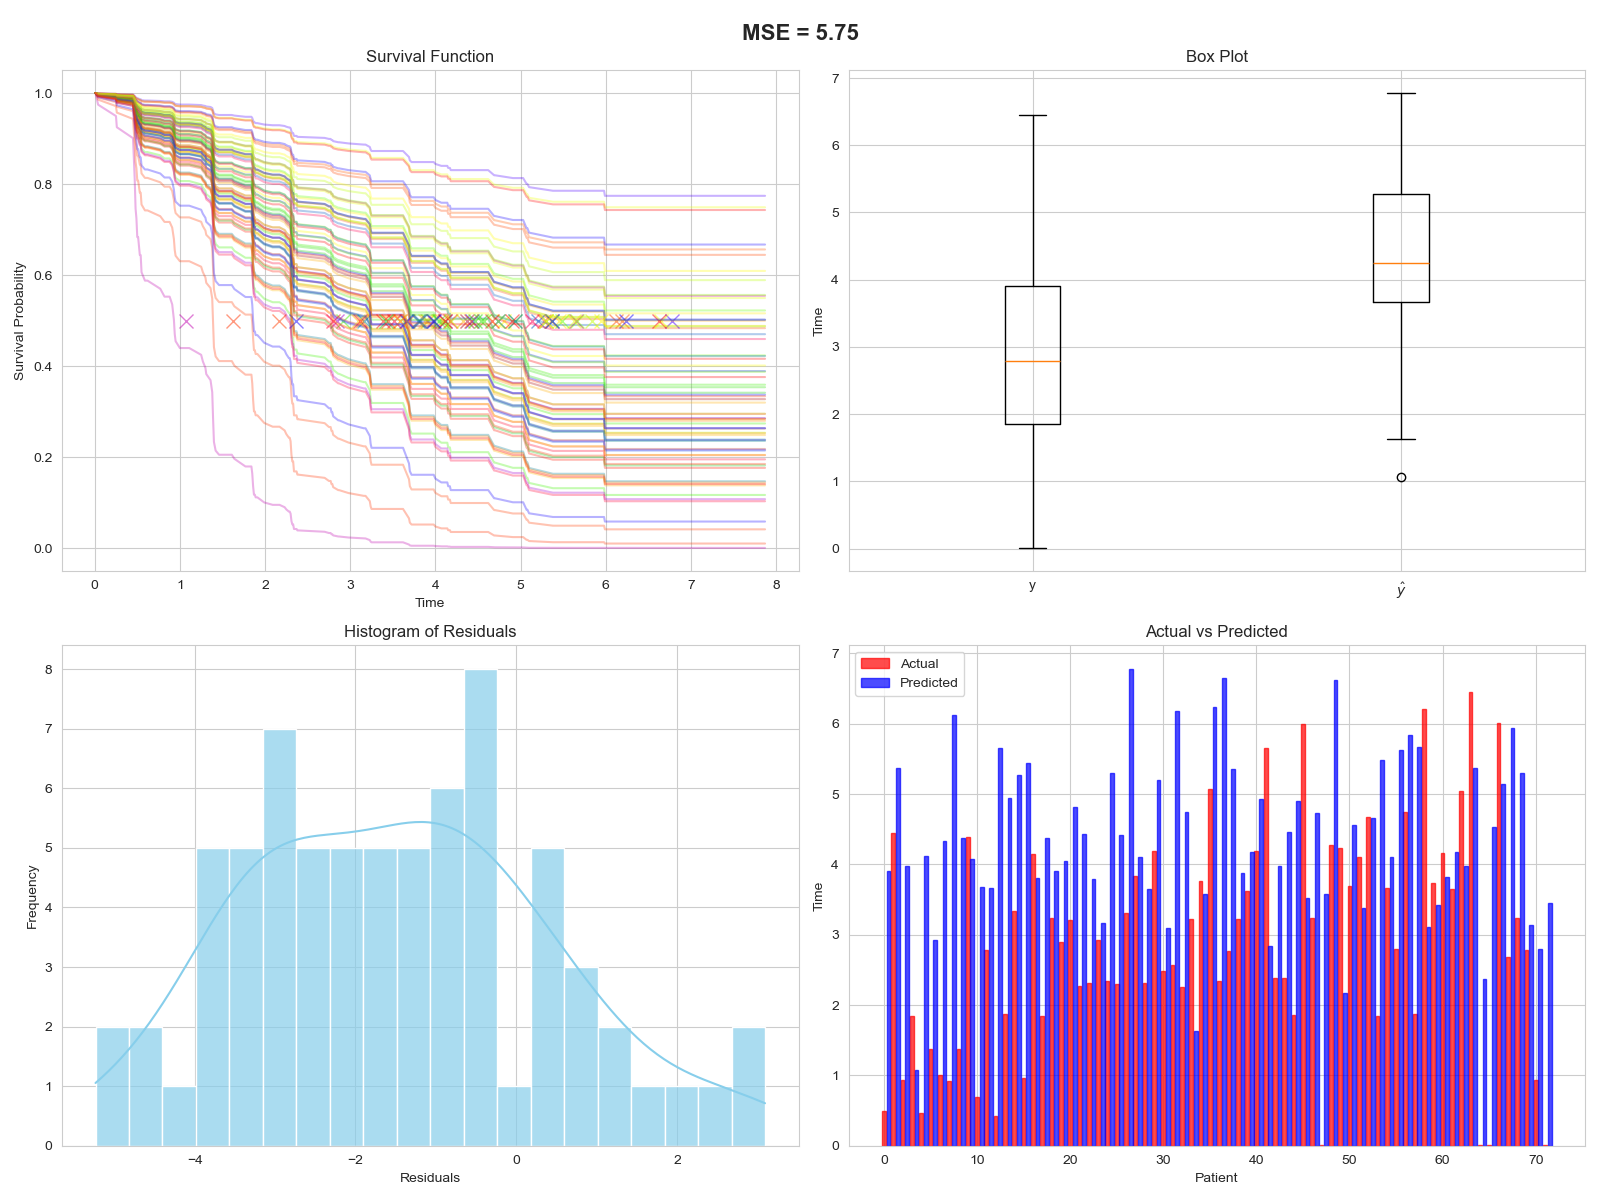 MSE = 5.75
Survival Function
Survival Probability
1.0
0.8
0.6
0.4
0.2
0.0
0 1 2 3 4 5 6 7 8
Time
Box Plot
Time
7
6
5
4
3
2
1
0
y
ŷ
Histogram of Residuals
Frequency
8
7
6
5
4
3
2
1
0
−4 −2 0 2
Residuals
Actual vs Predicted
Actual
Predicted
Time
7
6
5
4
3
2
1
0
0 10 20 30 40 50 60 70
Patient